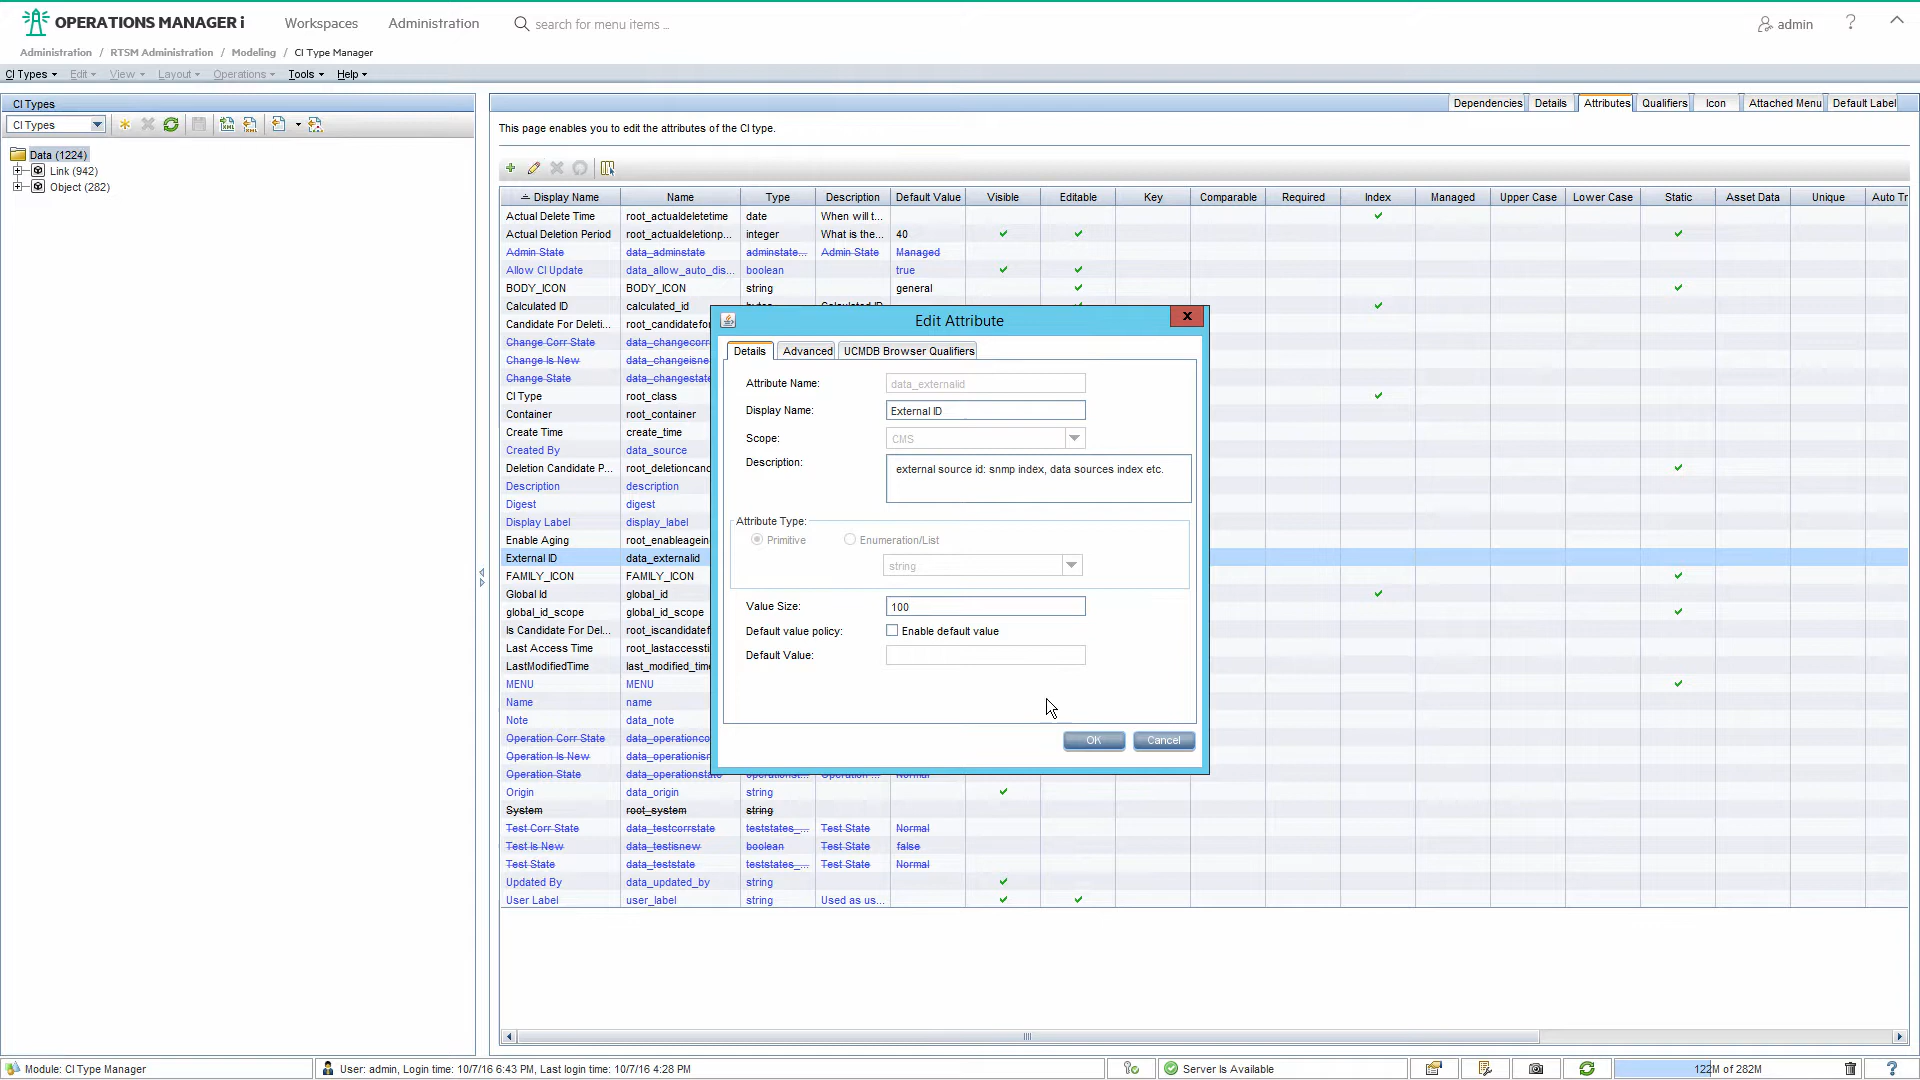 OPERATIONS MANAGER i Workspaces Administration search for menu items ... admin ?
Administration / RTSM Administration / Modeling / CI Type Manager
CI Types Edit View Layout Operations Tools Help
CI Types
CI Types
Data (1224)
Link (942)
Object (282)
Dependencies Details Attributes Qualifiers Icon Attached Menu Default Label
This page enables you to edit the attributes of the CI type.
Display Name Name Type Description Default Value Visible Editable Key Comparable Required Index Managed Upper Case Lower Case Static Asset Data Unique Auto Tr
Actual Delete Time root_actualdeletetime date When will t...
Actual Deletion Period root_actualdeletionp... integer What is the... 40
Admin State data_adminstate adminstate... Admin State Managed
Allow CI Update data_allow_auto_dis... boolean true
BODY_ICON BODY_ICON string general
Calculated ID calculated_id
Candidate For Deleti... root_candidatefor
Change Corr State data_changecorr
Change Is New data_changeisne
Change State data_changestate
CI Type root_class
Container root_container
Create Time create_time
Created By data_source
Deletion Candidate P... root_deletioncand
Description description
Digest digest
Display Label display_label
Enable Aging root_enableagein
External ID data_externalid
FAMILY_ICON FAMILY_ICON
Global Id global_id
global_id_scope global_id_scope
Is Candidate For Del... root_iscandidatef
Last Access Time root_lastaccessti
LastModifiedTime last_modified_time
MENU MENU
Name name
Note data_note
Operation Corr State data_operationco
Operation Is New data_operationisn
Operation State data_operationstate Normal
Origin data_origin string
System root_system string
Test Corr State data_testcorrstate teststates_... Test State Normal
Test Is New data_testisnew boolean Test State false
Test State data_teststate teststates_... Test State Normal
Updated By data_updated_by string
User Label user_label string Used as us...
Edit Attribute X
Details Advanced UCMDB Browser Qualifiers
Attribute Name: data_externalid
Display Name: External ID
Scope: CMS
Description: external source id: snmp index, data sources index etc.
Attribute Type:
Primitive Enumeration/List
string
Value Size: 100
Default value policy: Enable default value
Default Value:
OK Cancel
Module: CI Type Manager User: admin, Login time: 10/7/16 6:43 PM, Last login time: 10/7/16 4:28 PM Server Is Available 122M of 282M ?